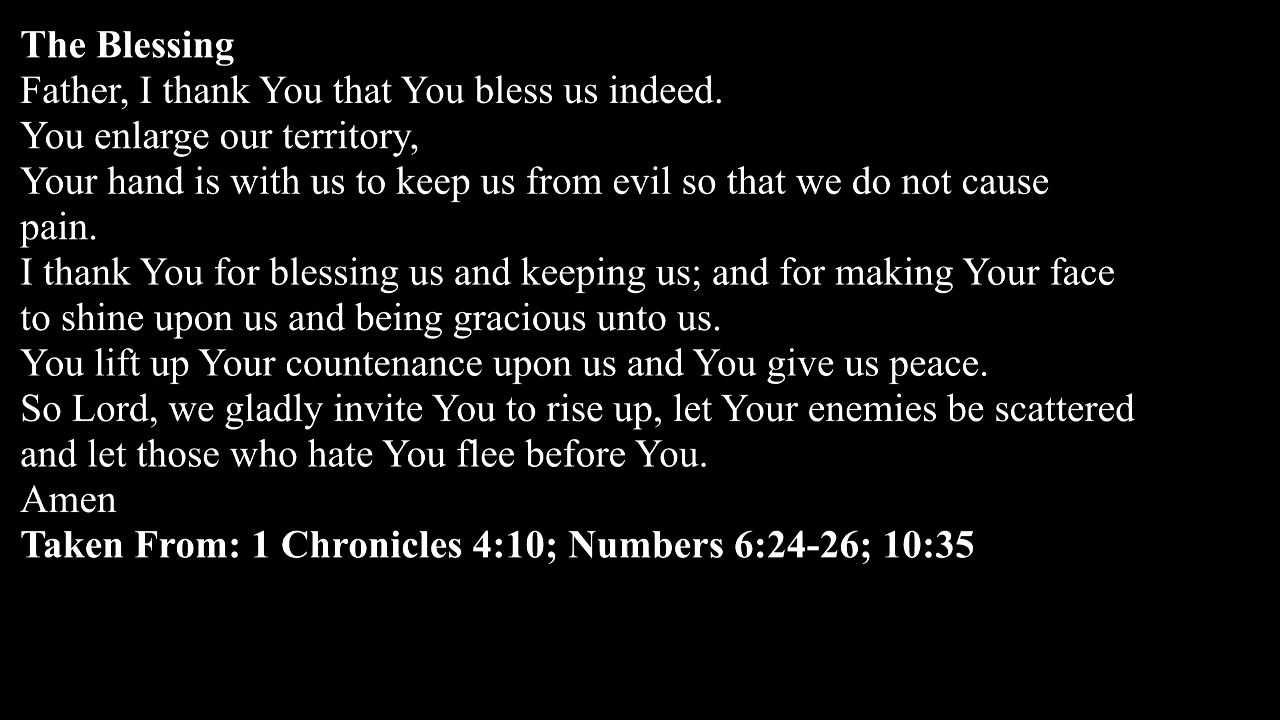 The Blessing
Father, I thank You that You bless us indeed.
You enlarge our territory,
Your hand is with us to keep us from evil so that we do not cause
pain.
I thank You for blessing us and keeping us; and for making Your face
to shine upon us and being gracious unto us.
You lift up Your countenance upon us and You give us peace.
So Lord, we gladly invite You to rise up, let Your enemies be scattered
and let those who hate You flee before You.
Amen
Taken From: 1 Chronicles 4:10; Numbers 6:24-26; 10:35